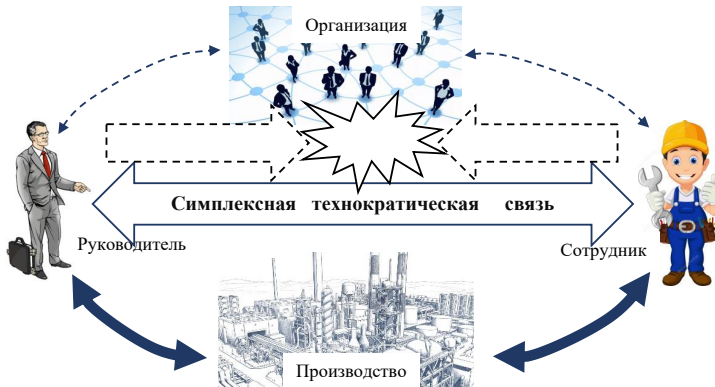 Организация
Симплексная технократическая связь
Руководитель
Сотрудник
Производство